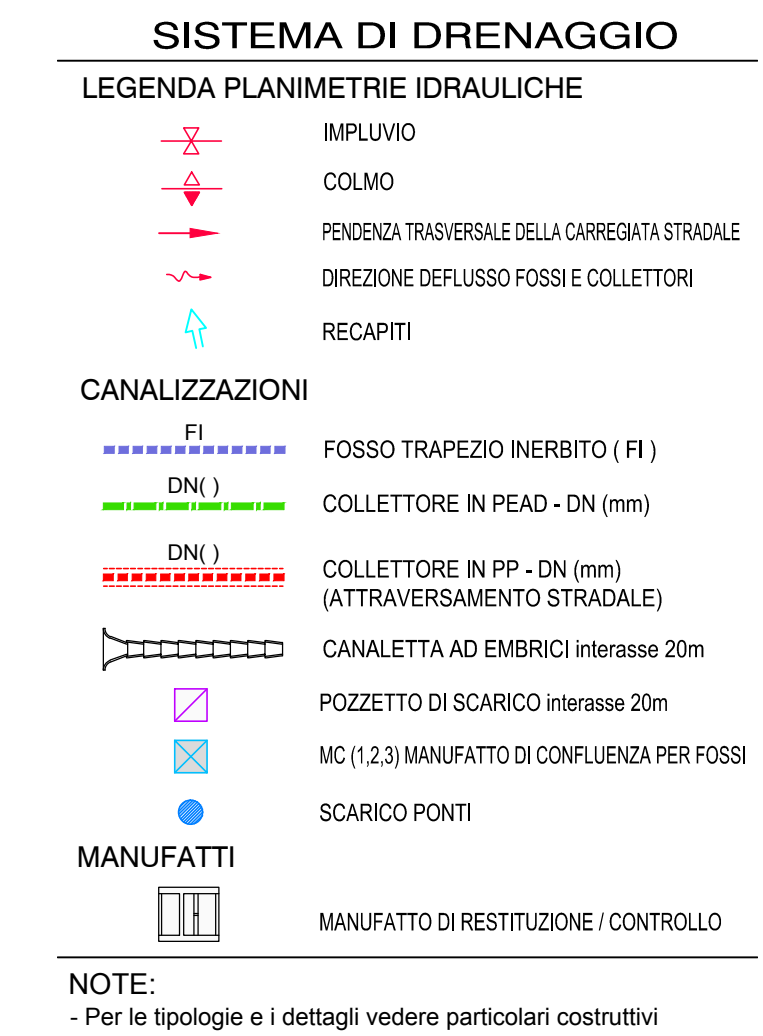 SISTEMA DI DRENAGGIO
LEGENDA PLANIMETRIE IDRAULICHE
IMPLUVIO
COLMO
PENDENZA TRASVERSALE DELLA CARREGIATA STRADALE
DIREZIONE DEFLUSSO FOSSI E COLLETTORI
RECAPITI
CANALIZZAZIONI
FI
FOSSO TRAPEZIO INERBITO ( FI )
DN( )
COLLETTORE IN PEAD - DN (mm)
DN( )
COLLETTORE IN PP - DN (mm)
(ATTRAVERSAMENTO STRADALE)
CANALETTA AD EMBRICI interasse 20m
POZZETTO DI SCARICO interasse 20m
MC (1,2,3) MANUFATTO DI CONFLUENZA PER FOSSI
SCARICO PONTI
MANUFATTI
MANUFATTO DI RESTITUZIONE / CONTROLLO
NOTE:
- Per le tipologie e i dettagli vedere particolari costruttivi